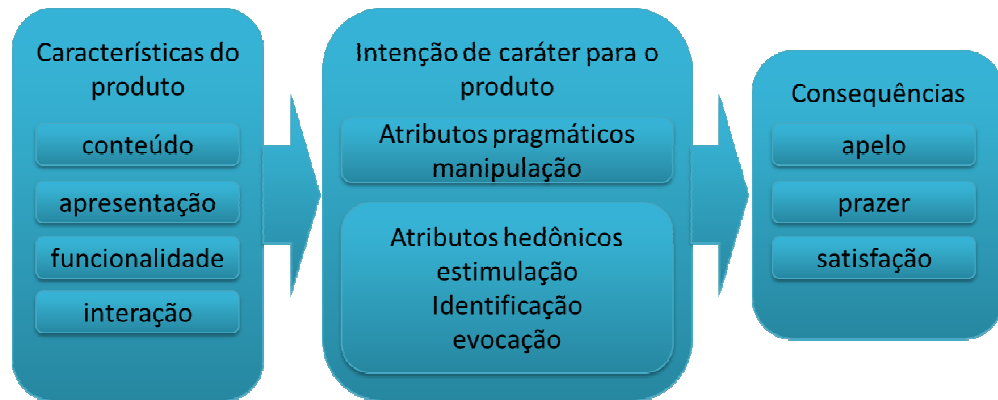 Características do
produto
conteúdo
apresentação
funcionalidade
interação
Intenção de caráter para o
produto
Atributos pragmáticos
manipulação
Atributos hedônicos
estimulação
Identificação
evocação
Consequências
apelo
prazer
satisfação